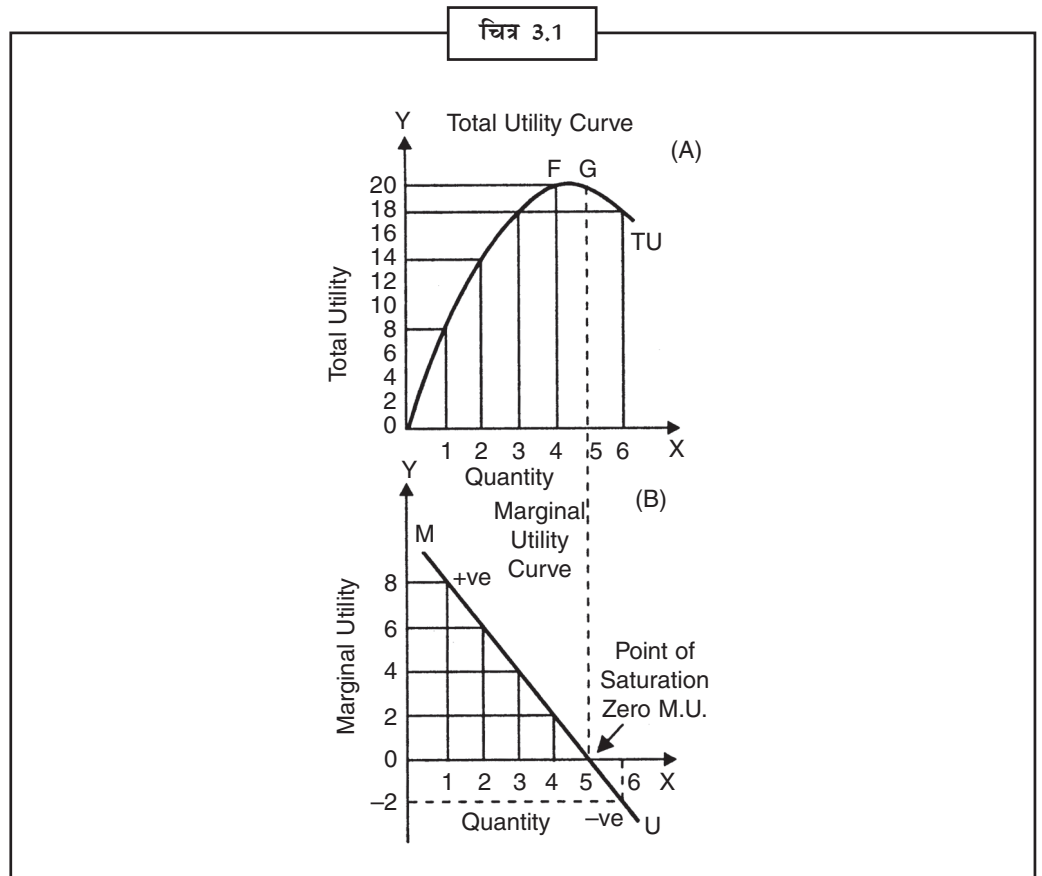 चित्र 3.1
Y Total Utility Curve
(A)
F G
20
18
16
14
12
10
8
6
4
2
0
Total Utility
TU
1 2 3 4 5 6 X
Quantity
Y
(B)
Marginal
Utility
Curve
M
+ve
8
6
4
2
0
–2
Marginal Utility
Point of
Saturation
Zero M.U.
1 2 3 4 5 6 X
Quantity –ve U